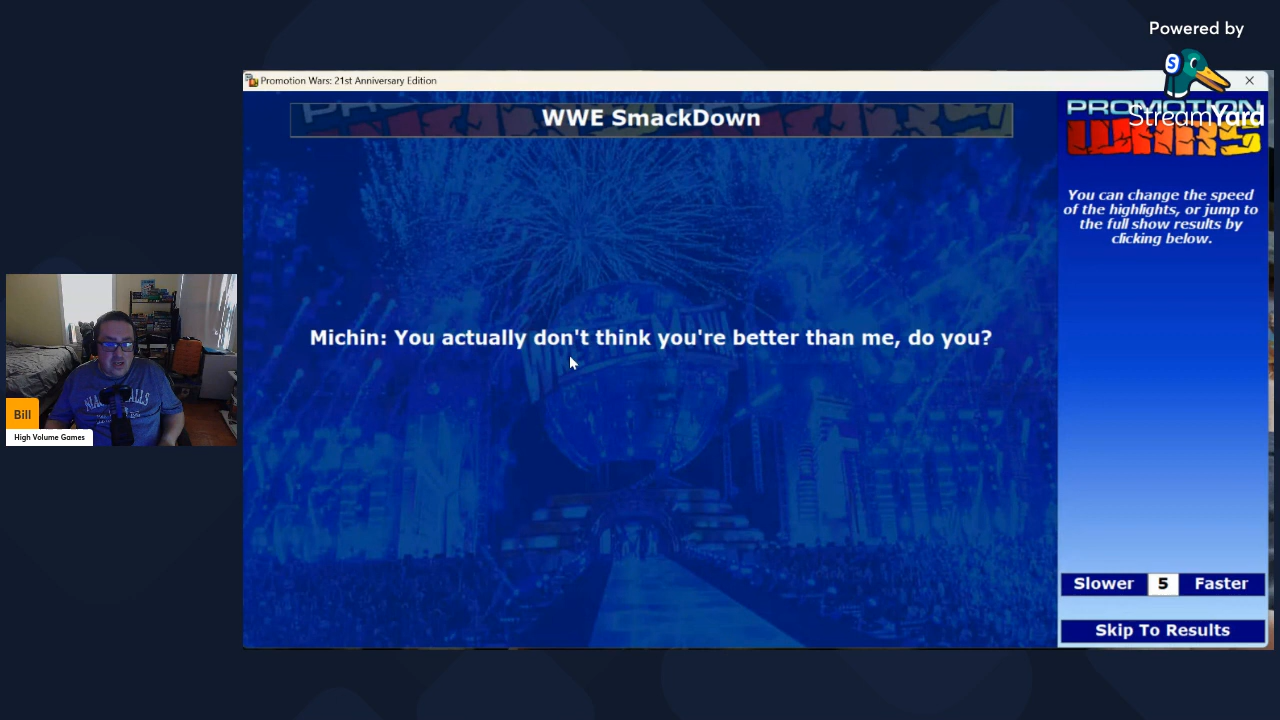 Powered by
StreamYard
Promotion Wars: 21st Anniversary Edition
WWE SmackDown
PROMOTION
WARS
You can change the speed
of the highlights, or jump to
the full show results by
clicking below.
Michin: You actually don't think you're better than me, do you?
Bill
High Volume Games
Slower 5 Faster
Skip To Results